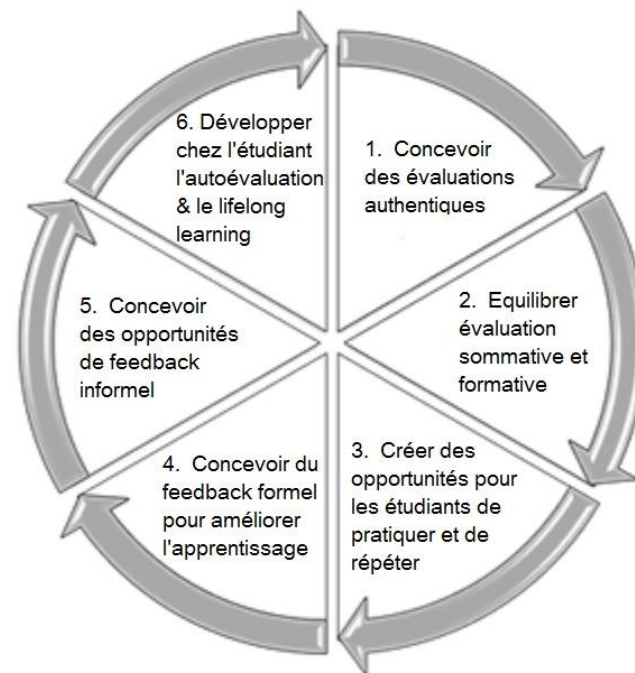 1. Concevoir
des évaluations
authentiques
2. Equilibrer
évaluation
sommative et
formative
3. Créer des
opportunités pour
les étudiants de
pratiquer et de
répéter
4. Concevoir du
feedback formel
pour améliorer
l'apprentissage
5. Concevoir
des opportunités
de feedback
informel
6. Développer
chez l'étudiant
l'autoévaluation
& le lifelong
learning